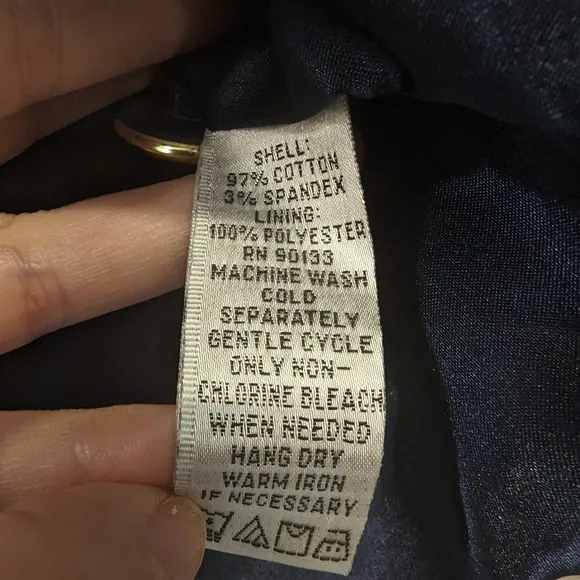 SHELL:
97% COTTON
3% SPANDEX
LINING:
100% POLYESTER
RN 90133
MACHINE WASH
COLD
SEPARATELY
GENTLE CYCLE
ONLY NON-
CHLORINE BLEACH
WHEN NEEDED
HANG DRY
WARM IRON
IF NECESSARY